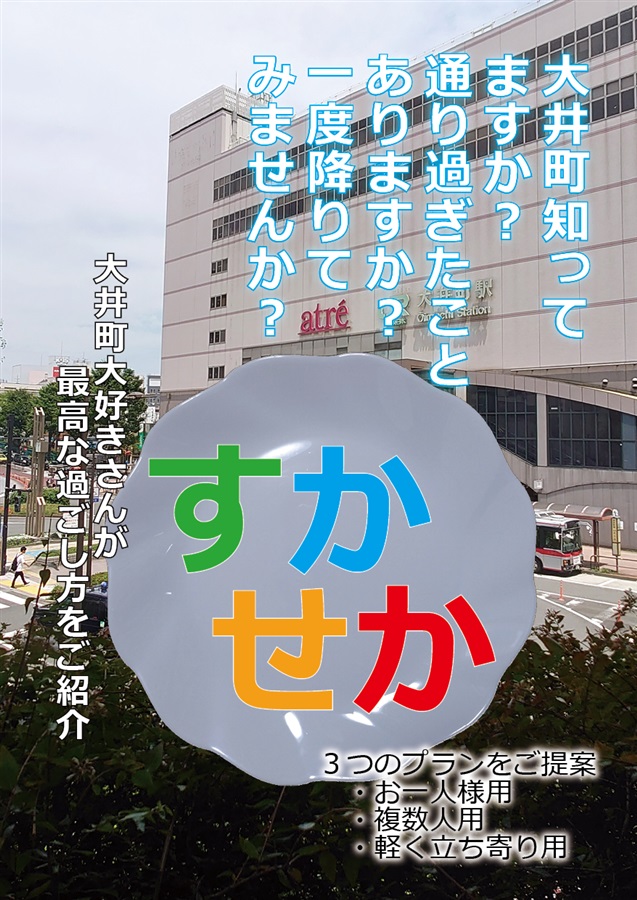 大井町知って
ますか？
通り過ぎたこと
ありますか？
一度降りて
みませんか？
atré
大井町駅
Oimachi Station
大井町大好きさんが
最高な過ごし方をご紹介
すか
せか
３つのプランをご提案
・お一人様用
・複数人用
・軽く立ち寄り用